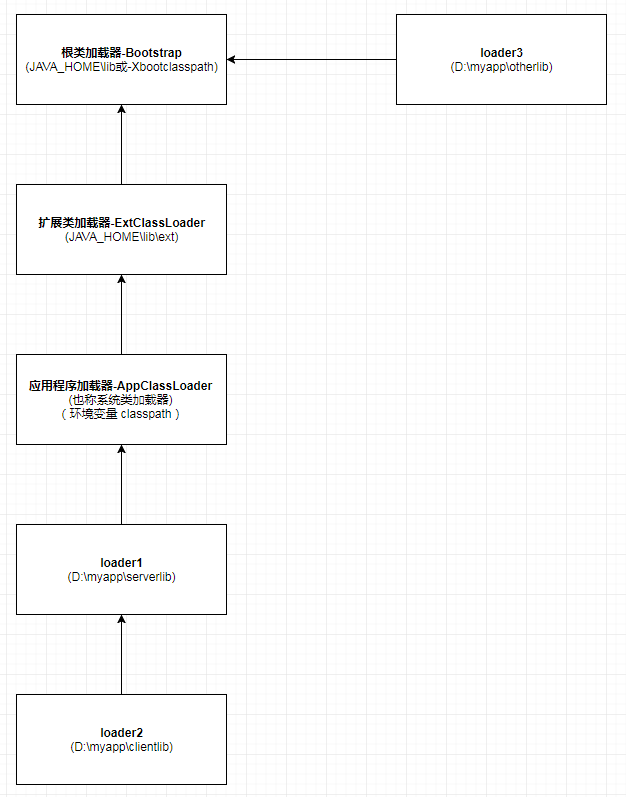 根类加载器-Bootstrap
(JAVA_HOME\lib或-Xbootclasspath)
loader3
(D:\myapp\otherlib)
扩展类加载器-ExtClassLoader
(JAVA_HOME\lib\ext)
应用程序加载器-AppClassLoader
(也称系统类加载器)
（环境变量 classpath）
loader1
(D:\myapp\serverlib)
loader2
(D:\myapp\clientlib)